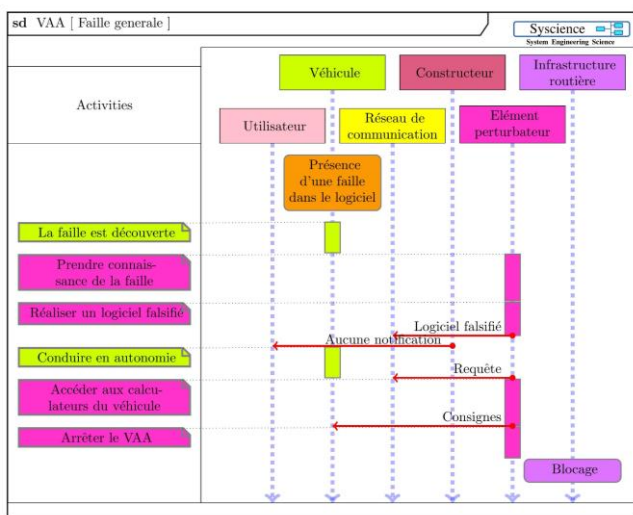 sd VAA [ Faille generale ]
Syscience
System Engineering Science
Activities
Véhicule
Constructeur
Infrastructure
routière
Utilisateur
Réseau de
communication
Elément
perturbateur
Présence
d'une faille
dans le logiciel
La faille est découverte
Prendre connais-
sance de la faille
Réaliser un logiciel falsifié
Logiciel falsifié
Aucune notification
Conduire en autonomie
Requête
Accéder aux calcu-
lateurs du véhicule
Consignes
Arrêter le VAA
Blocage